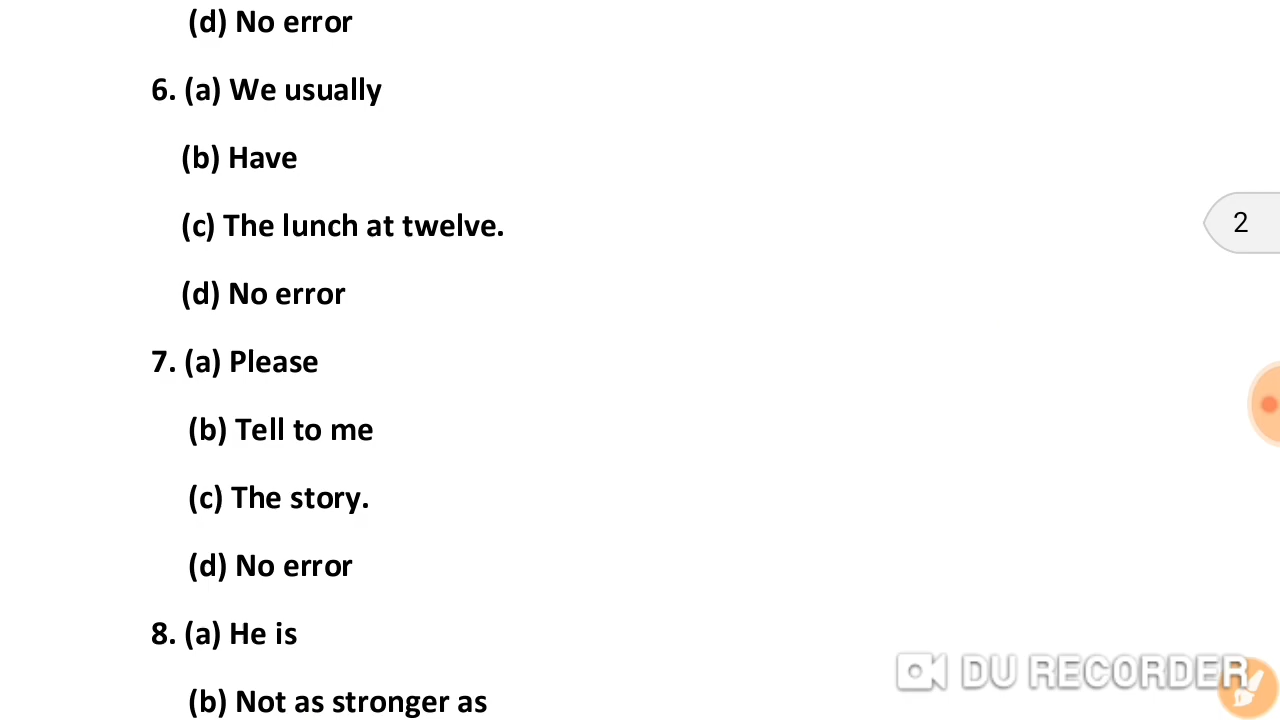 (d) No error
6. (a) We usually
(b) Have
(c) The lunch at twelve.
(d) No error
2
7. (a) Please
(b) Tell to me
(c) The story.
(d) No error
8. (a) He is
(b) Not as stronger as
DU RECORDER